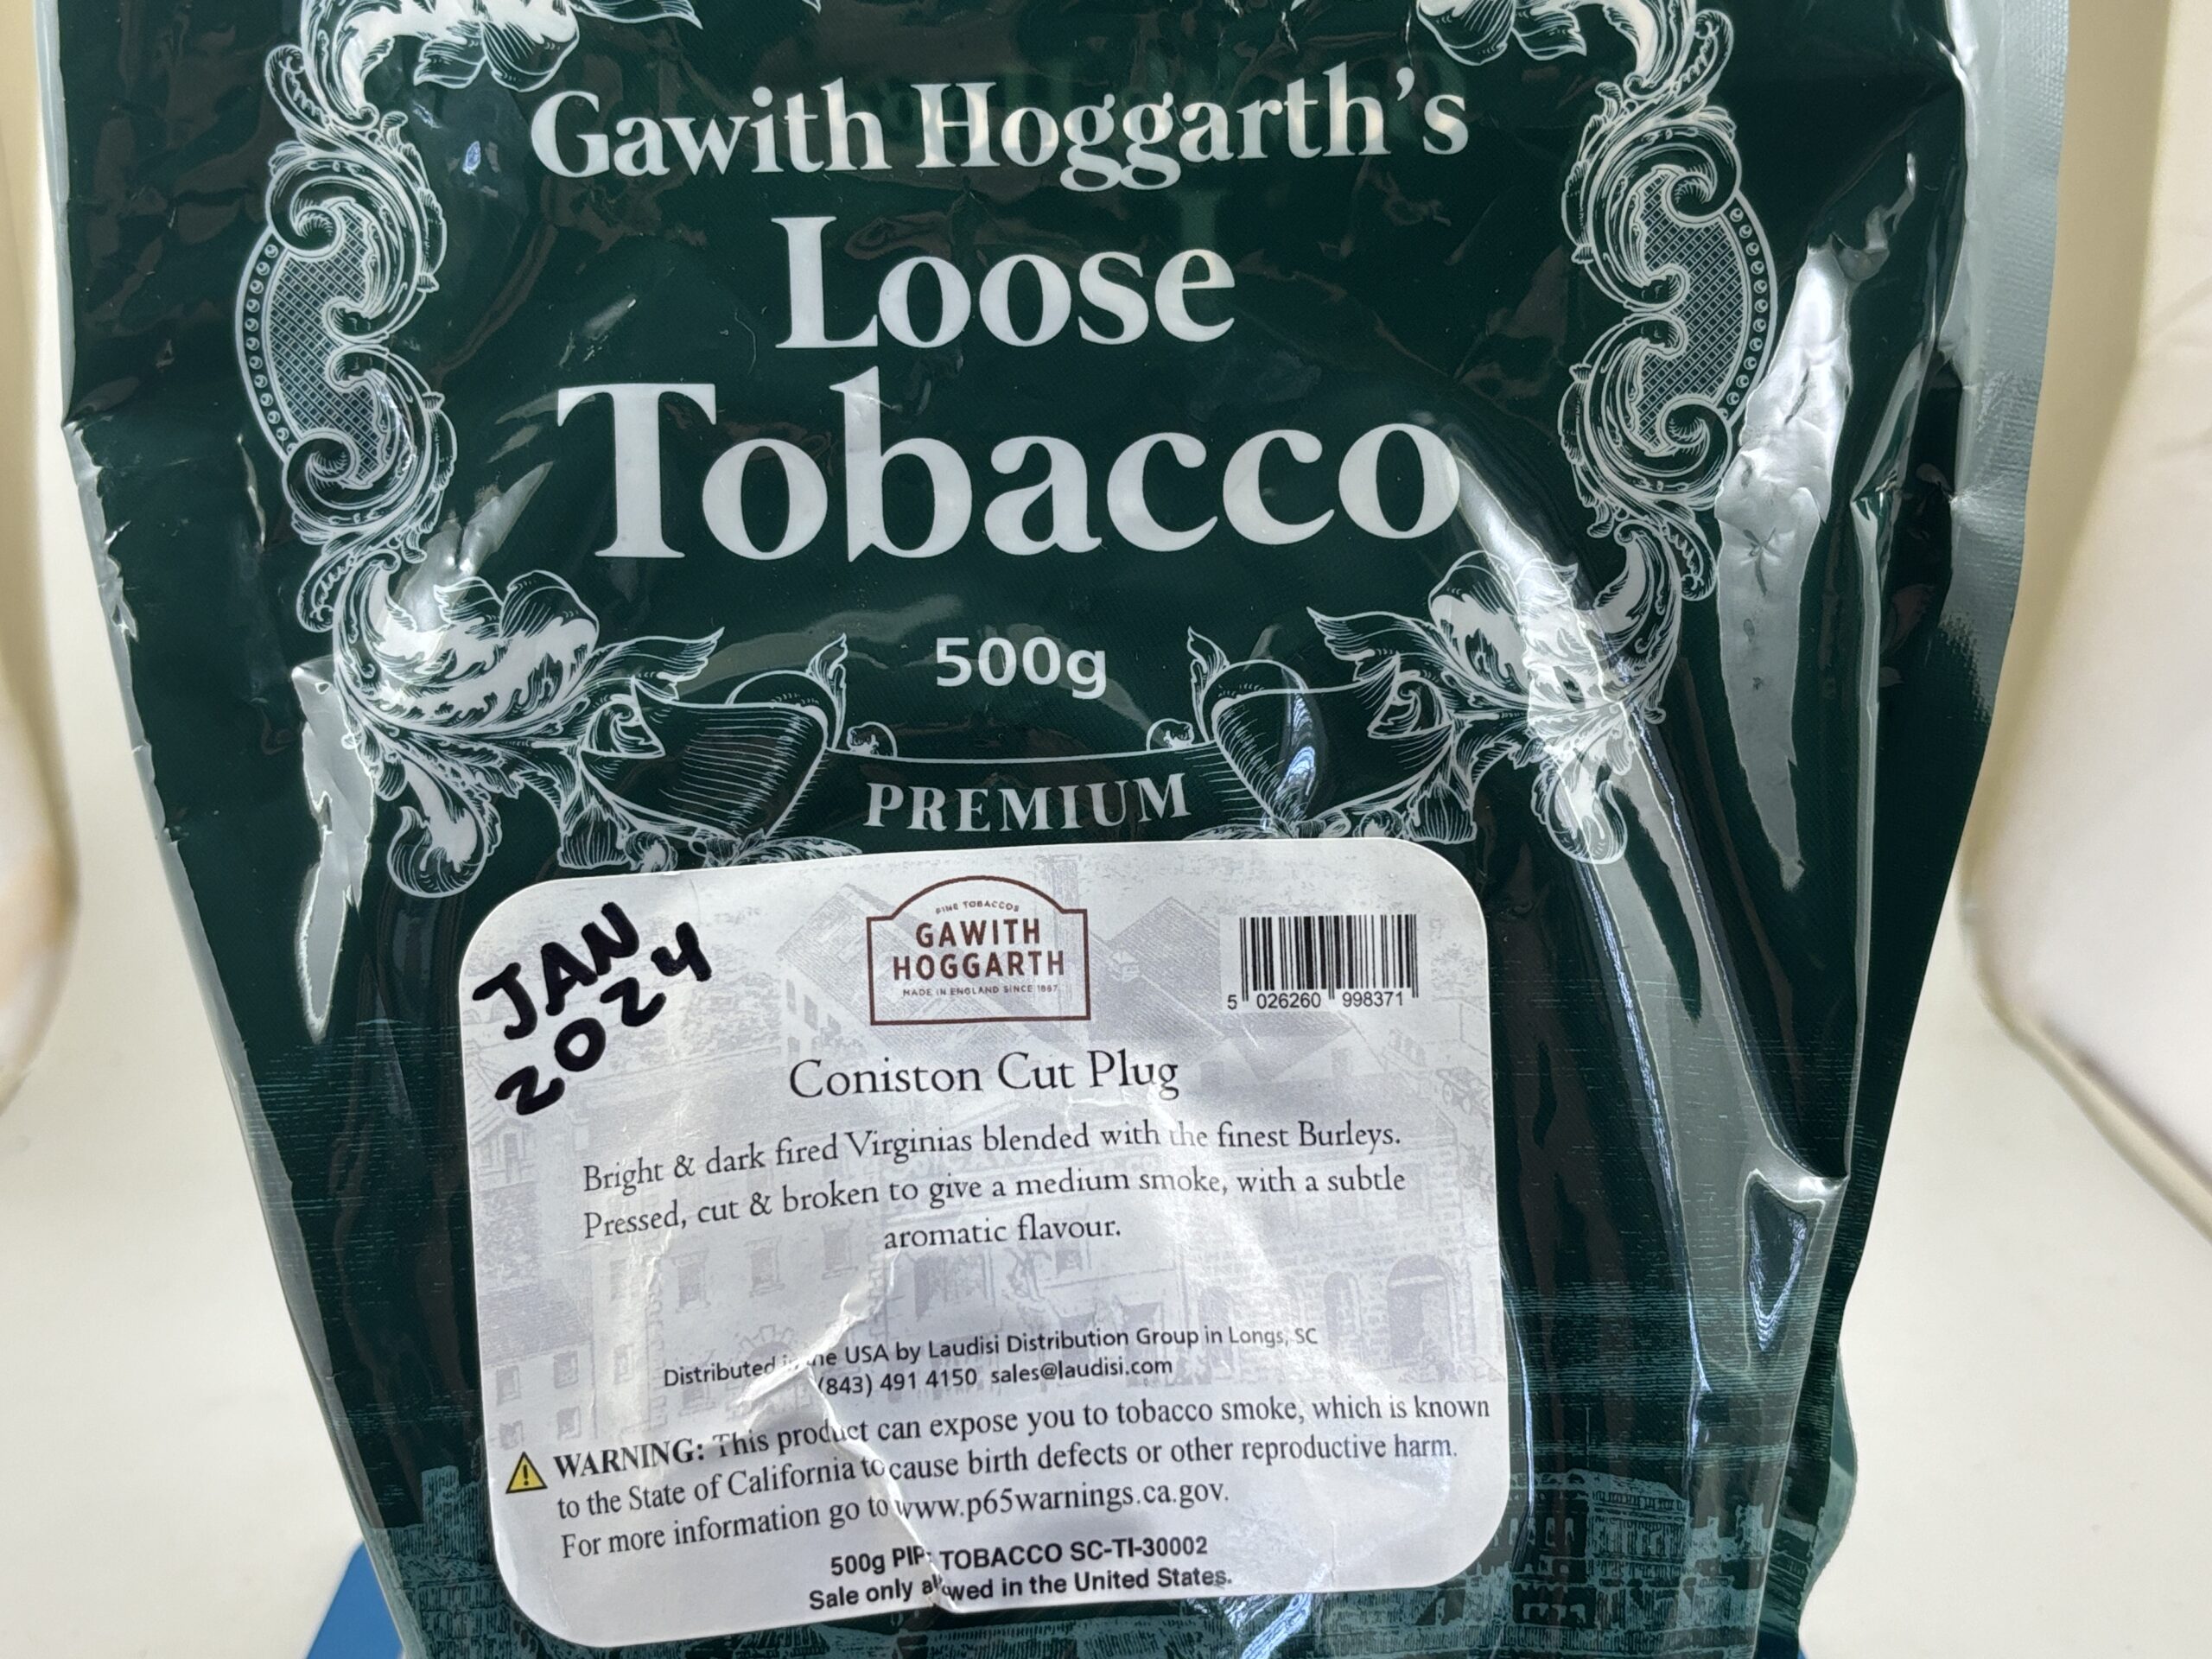 Gawith Hoggarth's
Loose
Tobacco
500g
PREMIUM
JAN
2024
FINE TOBACCOS
GAWITH
HOGGARTH
MADE IN ENGLAND SINCE 1887
5 026260 998371
Coniston Cut Plug
Bright & dark fired Virginias blended with the finest Burleys.
Pressed, cut & broken to give a medium smoke, with a subtle
aromatic flavour.
Distributed in the USA by Laudisi Distribution Group in Longs, SC
(843) 491 4150 sales@laudisi.com
WARNING: This product can expose you to tobacco smoke, which is known
to the State of California to cause birth defects or other reproductive harm.
For more information go to www.p65warnings.ca.gov.
500g PIPE TOBACCO SC-TI-30002
Sale only allowed in the United States.